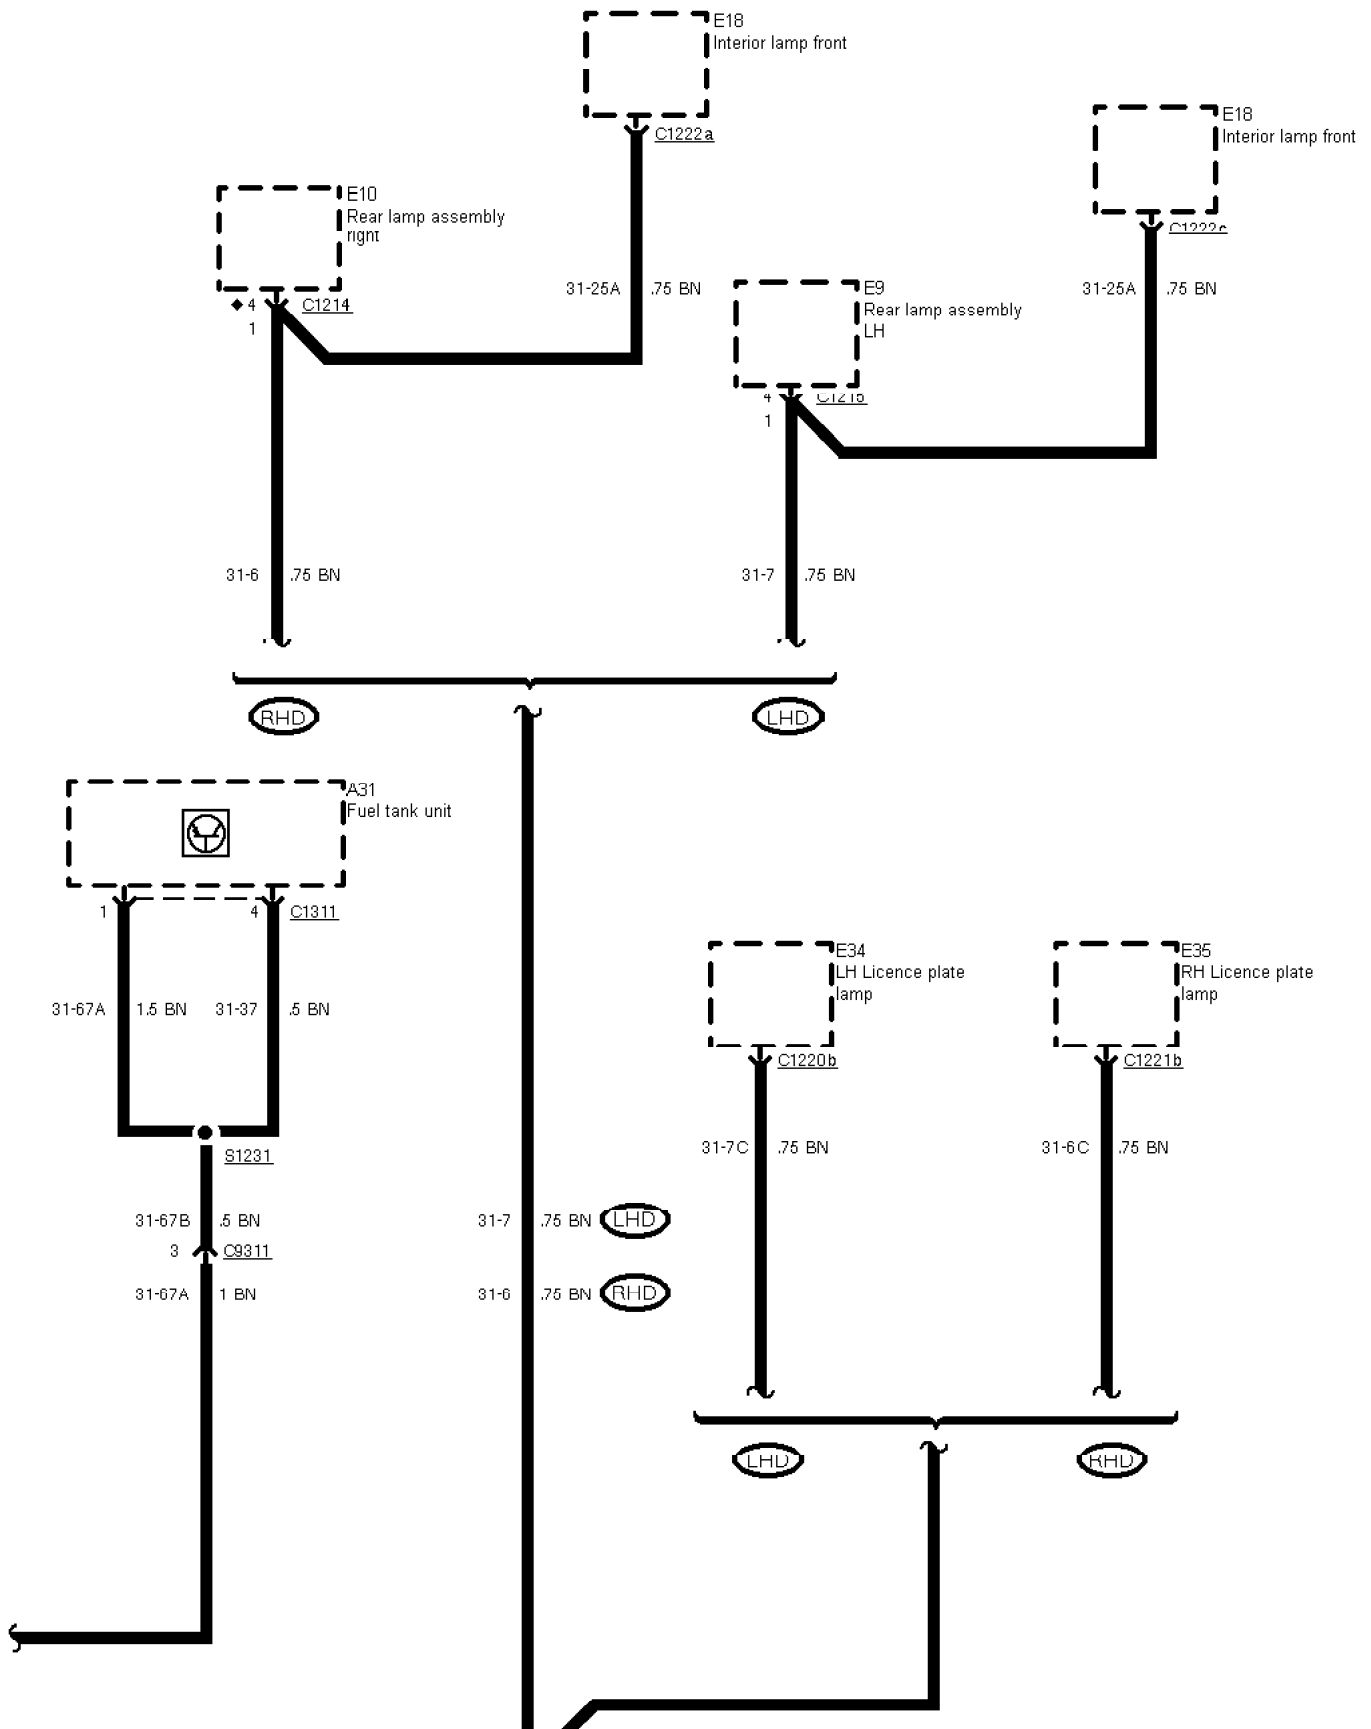 E18
Interior lamp front
C1222a
E18
Interior lamp front
C1222c
E10
Rear lamp assembly
right
31-25A .75 BN
31-25A .75 BN
E9
Rear lamp assembly
LH
4 C1214
1
4
1
31-6 .75 BN
31-7 .75 BN
RHD
LHD
A31
Fuel tank unit
1 4 C1311
E34
LH Licence plate
lamp
E35
RH Licence plate
lamp
31-67A 1.5 BN
31-37 .5 BN
C1220b
C1221b
31-7C .75 BN
31-6C .75 BN
S1231
31-67B .5 BN
31-7 .75 BN LHD
3 C9311
31-67A 1 BN
31-6 .75 BN RHD
LHD
RHD